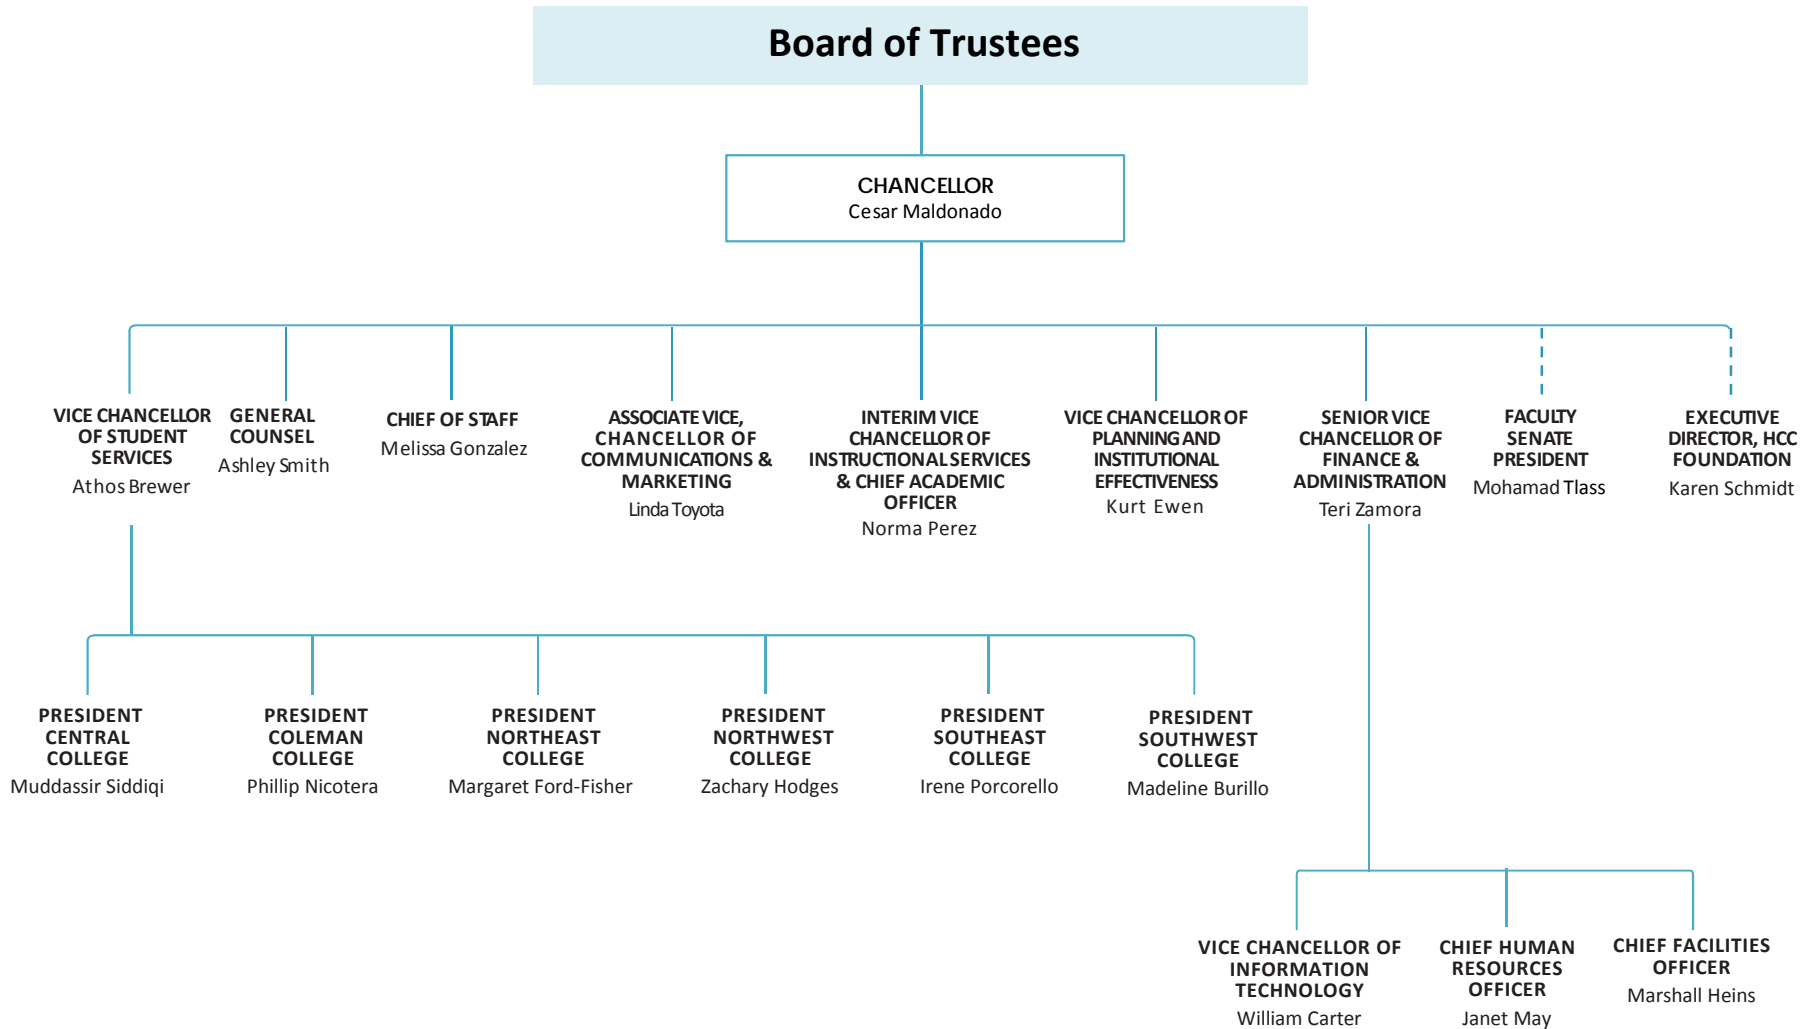 Board of Trustees
CHANCELLOR
Cesar Maldonado
VICE CHANCELLOR
OF STUDENT
SERVICES
Athos Brewer
GENERAL
COUNSEL
Ashley Smith
CHIEF OF STAFF
Melissa Gonzalez
ASSOCIATE VICE,
CHANCELLOR OF
COMMUNICATIONS &
MARKETING
Linda Toyota
INTERIM VICE
CHANCELLOR OF
INSTRUCTIONAL SERVICES
& CHIEF ACADEMIC
OFFICER
Norma Perez
VICE CHANCELLOR OF
PLANNING AND
INSTITUTIONAL
EFFECTIVENESS
Kurt Ewen
SENIOR VICE
CHANCELLOR OF
FINANCE &
ADMINISTRATION
Teri Zamora
FACULTY
SENATE
PRESIDENT
Mohamad Tlass
EXECUTIVE
DIRECTOR, HCC
FOUNDATION
Karen Schmidt
PRESIDENT
CENTRAL
COLLEGE
Muddassir Siddiqi
PRESIDENT
COLEMAN
COLLEGE
Phillip Nicotera
PRESIDENT
NORTHEAST
COLLEGE
Margaret Ford-Fisher
PRESIDENT
NORTHWEST
COLLEGE
Zachary Hodges
PRESIDENT
SOUTHEAST
COLLEGE
Irene Porcorello
PRESIDENT
SOUTHWEST
COLLEGE
Madeline Burillo
VICE CHANCELLOR OF
INFORMATION
TECHNOLOGY
William Carter
CHIEF HUMAN
RESOURCES
OFFICER
Janet May
CHIEF FACILITIES
OFFICER
Marshall Heins